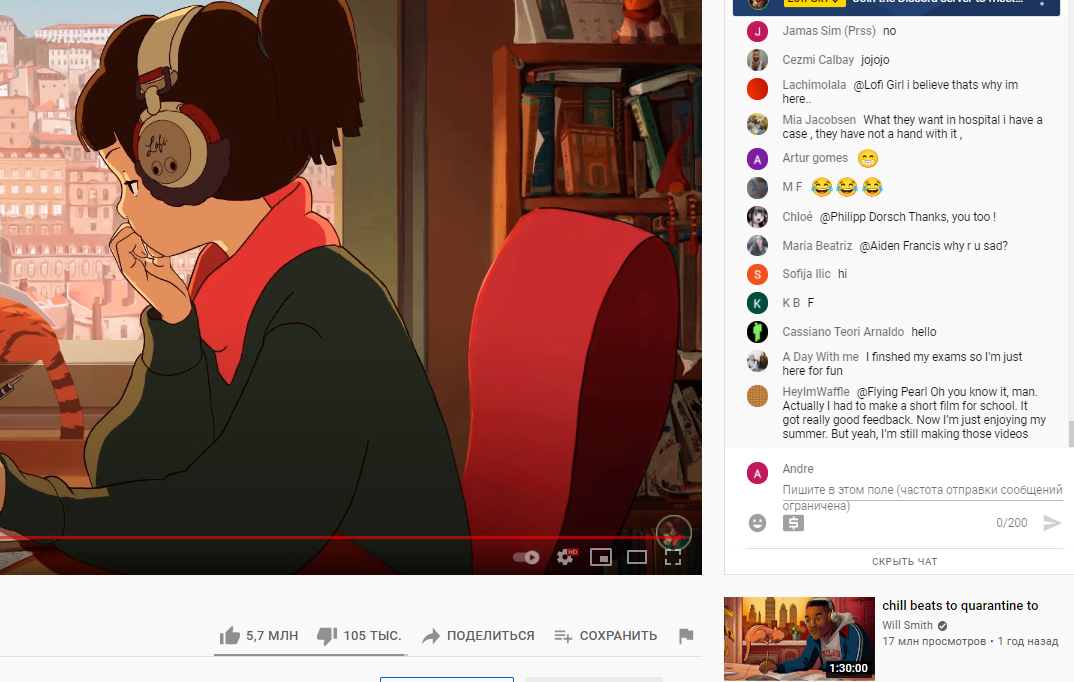 Lofi Girl
Join the Discord server to meet...
Jamas Sim (Prss) no
Cezmi Calbay jojojo
Lachimolala @Lofi Girl i believe thats why im
here..
Mia Jacobsen What they want in hospital i have a
case , they have not a hand with it ,
Artur gomes 😁
M F 😂😂😂
Chloé @Philipp Dorsch Thanks, you too !
Maria Beatriz @Aiden Francis why r u sad?
Sofija Ilic hi
K B F
Cassiano Teori Arnaldo hello
A Day With me I finshed my exams so I'm just
here for fun
HeyImWaffle @Flying Pearl Oh you know it, man.
Actually I had to make a short film for school. It
got really good feedback. Now I'm just enjoying my
summer. But yeah, I'm still making those videos
Andre
Пишите в этом поле (частота отправки сообщений
ограничена)
0/200
СКРЫТЬ ЧАТ
Lofi
HD
5,7 МЛН 105 ТЫС. ПОДЕЛИТЬСЯ СОХРАНИТЬ
chill beats to quarantine to
Will Smith
17 млн просмотров • 1 год назад
1:30:00